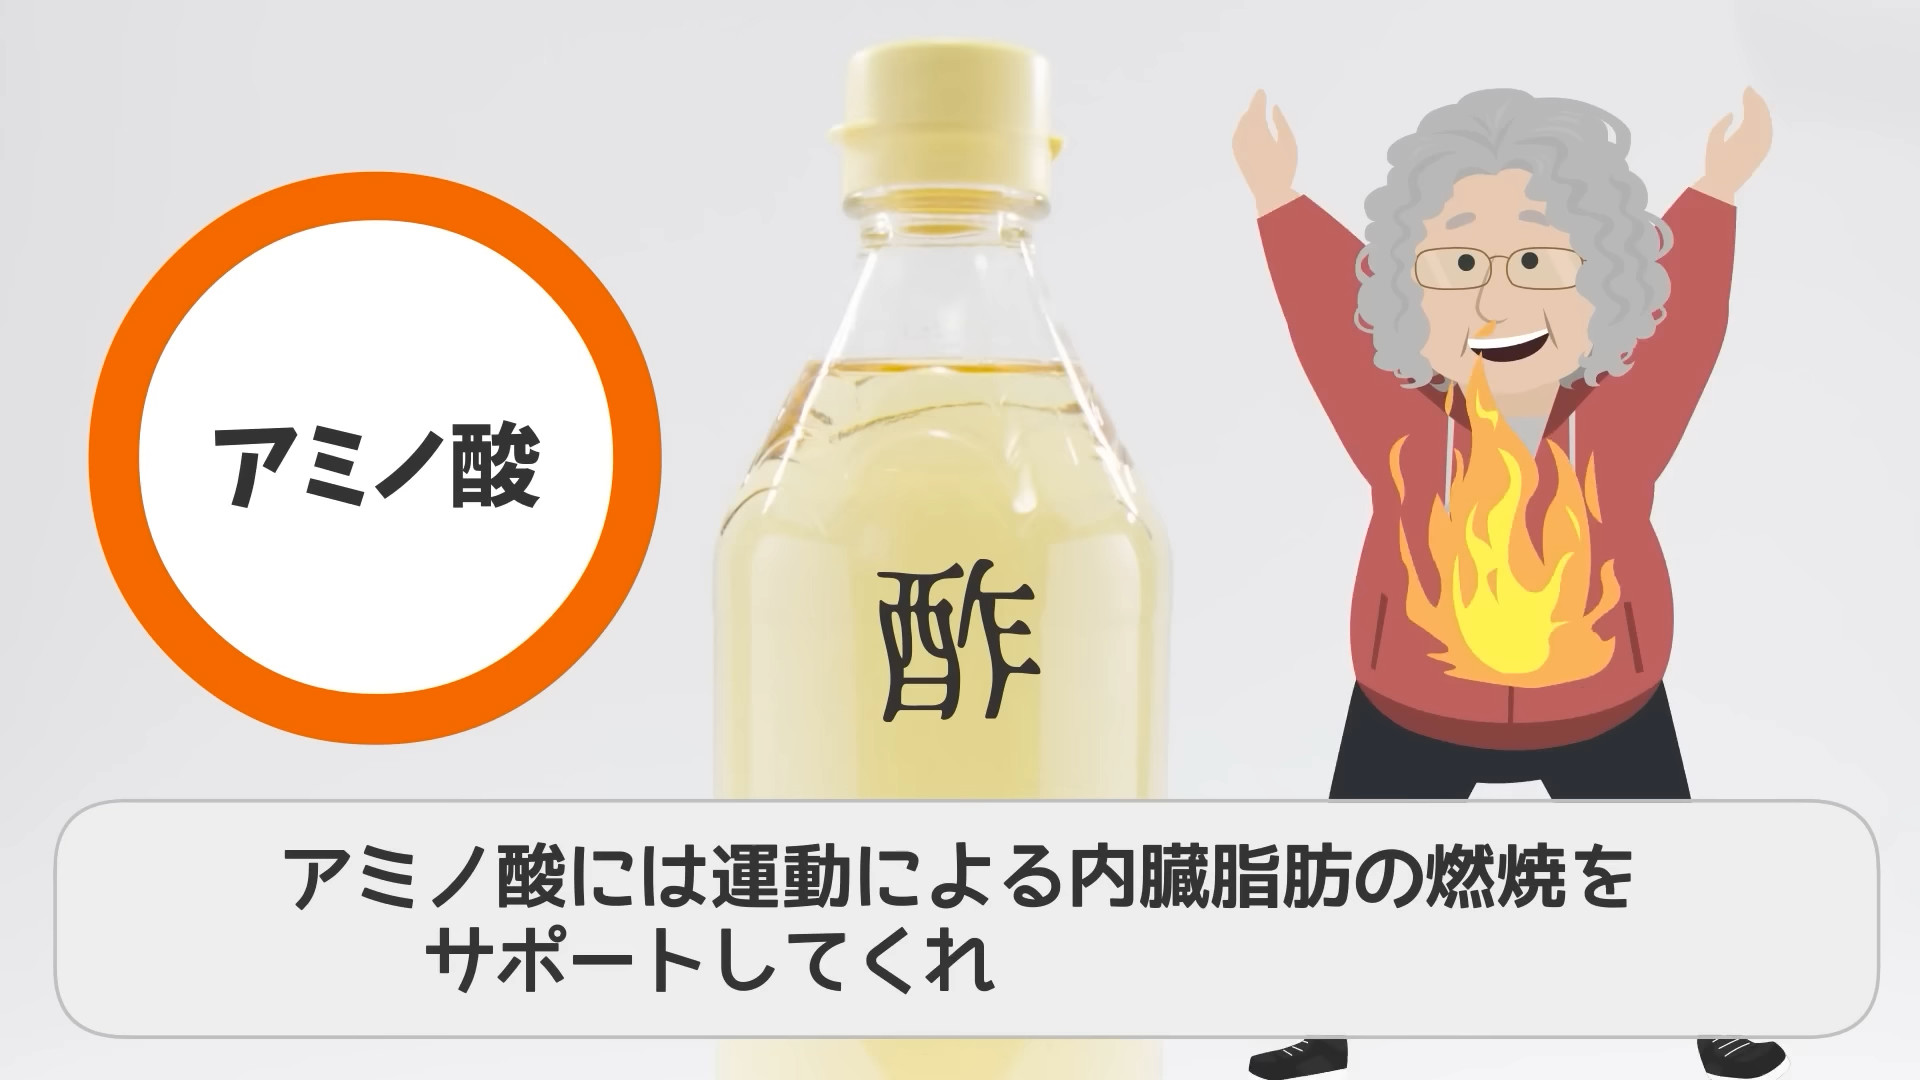 アミノ酸
酢
アミノ酸には運動による内臓脂肪の燃焼を
サポートしてくれ